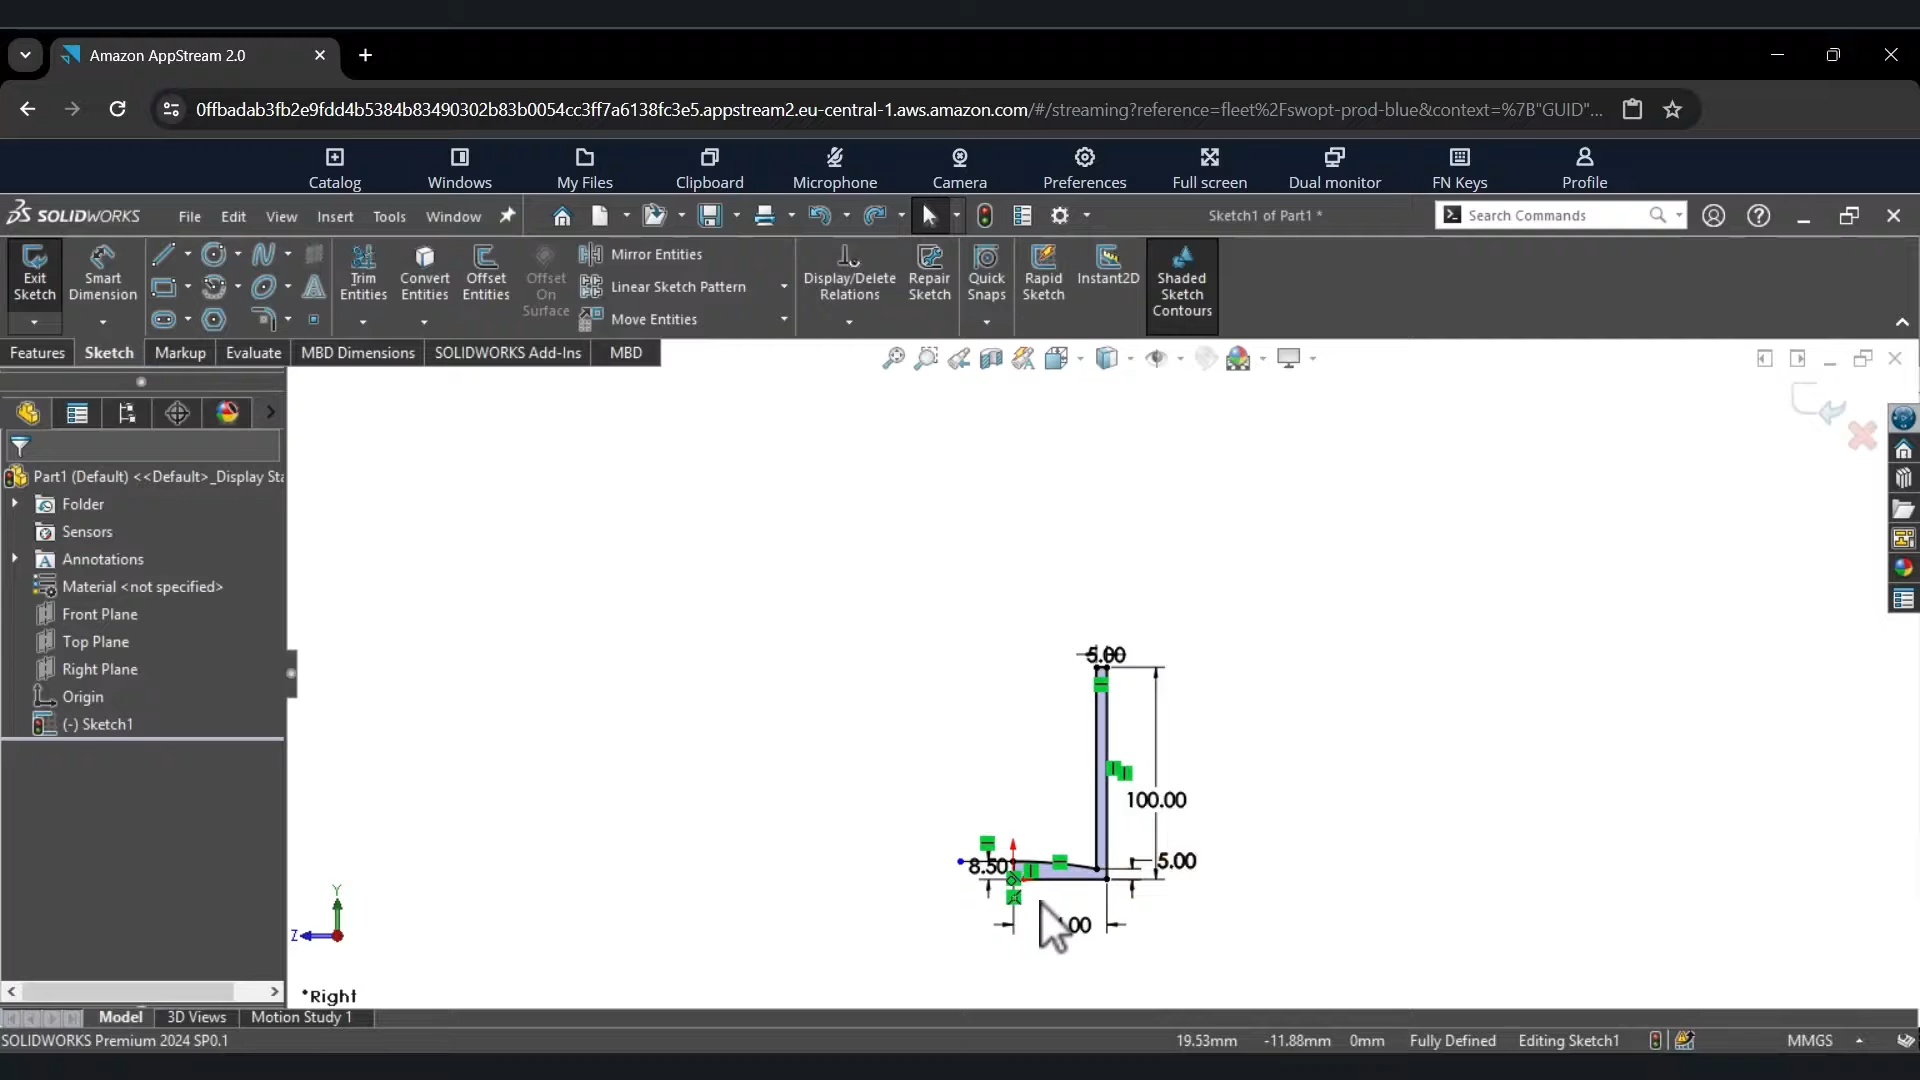 Amazon AppStream 2.0
0ffbadab3fb2e9fdd4b5384b83490302b83b0054cc3ff7a6138fc3e5.appstream2.eu-central-1.aws.amazon.com/#/streaming?reference=fleet%2Fswopt-prod-blue&context=%7B"GUID"...
Catalog Windows My Files Clipboard Microphone Camera Preferences Full screen Dual monitor FN Keys Profile
SOLIDWORKS File Edit View Insert Tools Window Sketch1 of Part1 * Search Commands
Exit Sketch
Smart Dimension
Trim Entities
Convert Entities
Offset Entities
Offset On Surface
Mirror Entities
Linear Sketch Pattern
Move Entities
Display/Delete Relations
Repair Sketch
Quick Snaps
Rapid Sketch
Instant2D
Shaded Sketch Contours
Features Sketch Markup Evaluate MBD Dimensions SOLIDWORKS Add-Ins MBD
Part1 (Default) <<Default>_Display Sta
Folder
Sensors
Annotations
Material <not specified>
Front Plane
Top Plane
Right Plane
Origin
(-) Sketch1
5.00
100.00
8.50
5.00
.00
Y
Z
*Right
Model 3D Views Motion Study 1
SOLIDWORKS Premium 2024 SP0.1 19.53mm -11.88mm 0mm Fully Defined Editing Sketch1 MMGS